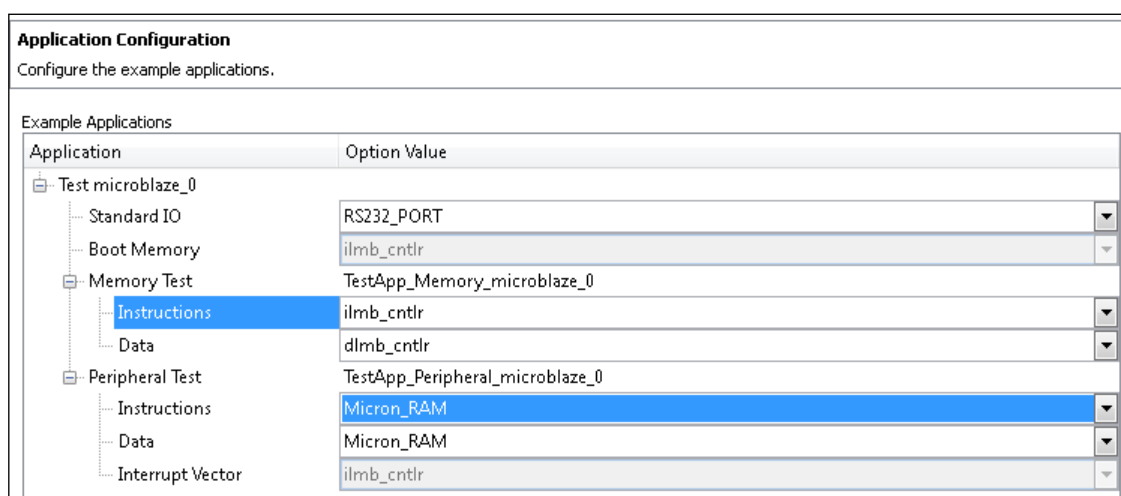 Application Configuration
Configure the example applications.
Example Applications
Application Option Value
Test microblaze_0
Standard IO RS232_PORT
Boot Memory ilmb_cntlr
Memory Test TestApp_Memory_microblaze_0
Instructions ilmb_cntlr
Data dlmb_cntlr
Peripheral Test TestApp_Peripheral_microblaze_0
Instructions Micron_RAM
Data Micron_RAM
Interrupt Vector ilmb_cntlr